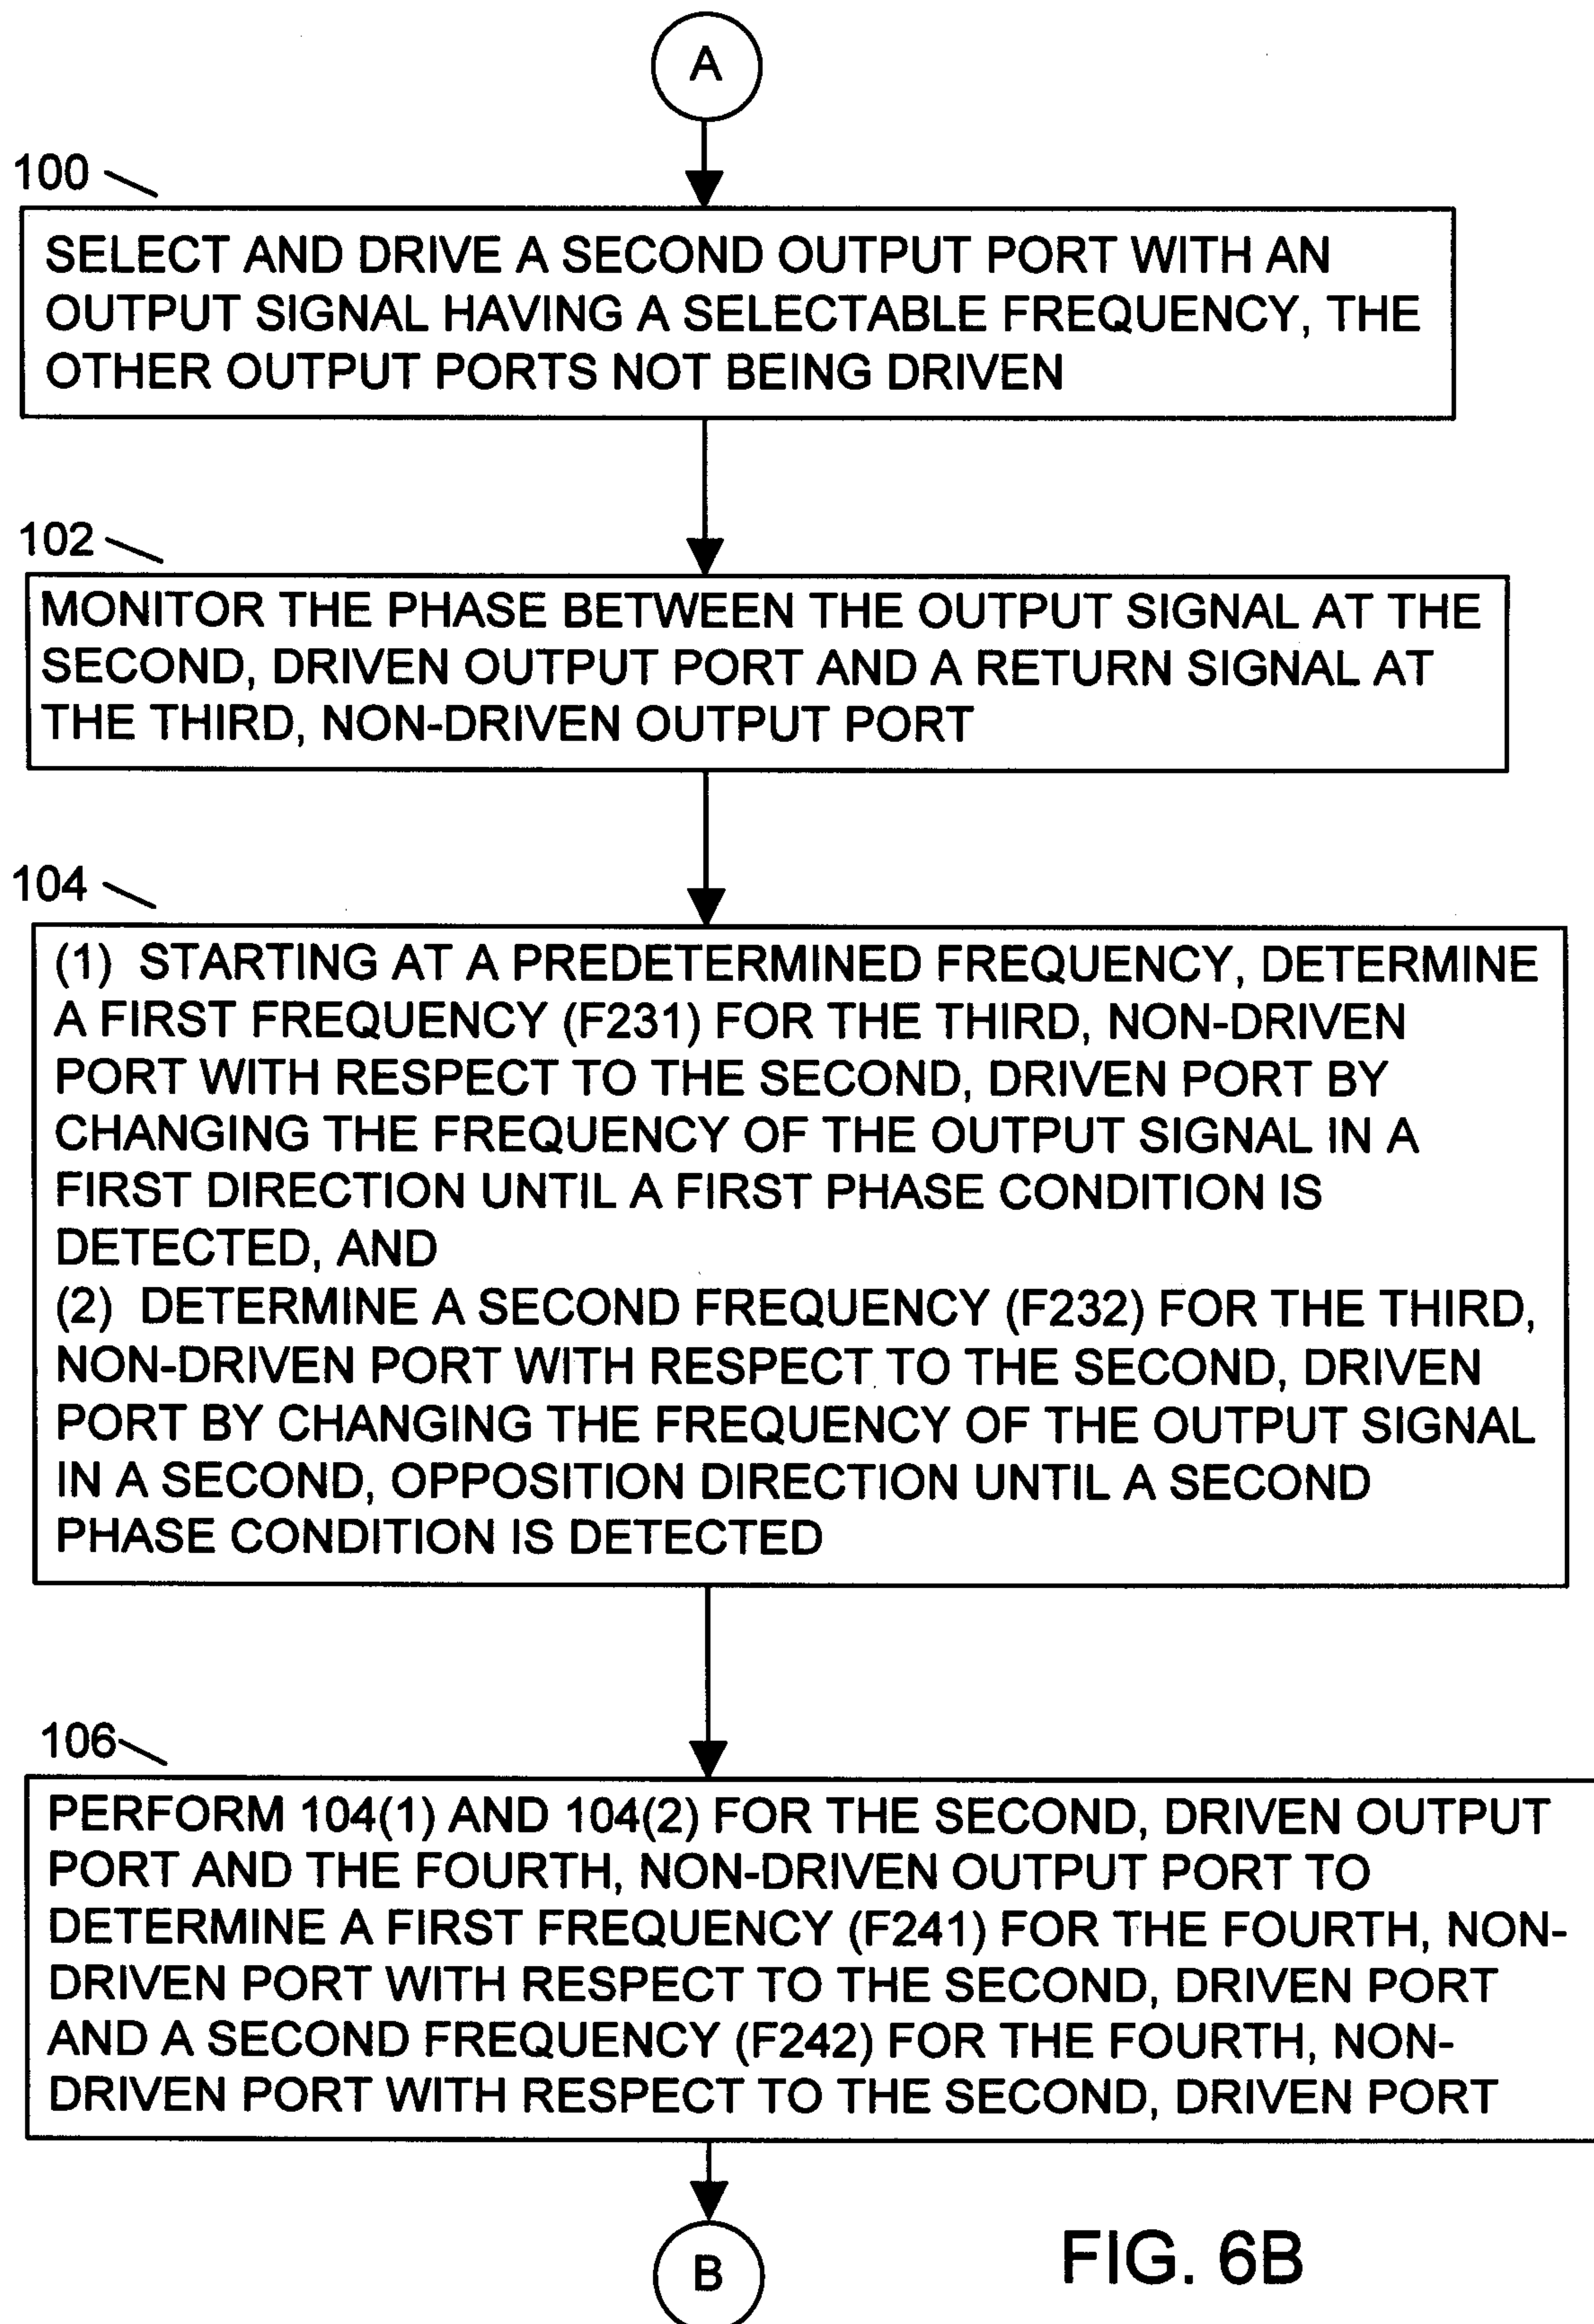 A
100
SELECT AND DRIVE A SECOND OUTPUT PORT WITH AN
OUTPUT SIGNAL HAVING A SELECTABLE FREQUENCY, THE
OTHER OUTPUT PORTS NOT BEING DRIVEN
102
MONITOR THE PHASE BETWEEN THE OUTPUT SIGNAL AT THE
SECOND, DRIVEN OUTPUT PORT AND A RETURN SIGNAL AT
THE THIRD, NON-DRIVEN OUTPUT PORT
104
(1) STARTING AT A PREDETERMINED FREQUENCY, DETERMINE
A FIRST FREQUENCY (F231) FOR THE THIRD, NON-DRIVEN
PORT WITH RESPECT TO THE SECOND, DRIVEN PORT BY
CHANGING THE FREQUENCY OF THE OUTPUT SIGNAL IN A
FIRST DIRECTION UNTIL A FIRST PHASE CONDITION IS
DETECTED, AND
(2) DETERMINE A SECOND FREQUENCY (F232) FOR THE THIRD,
NON-DRIVEN PORT WITH RESPECT TO THE SECOND, DRIVEN
PORT BY CHANGING THE FREQUENCY OF THE OUTPUT SIGNAL
IN A SECOND, OPPOSITION DIRECTION UNTIL A SECOND
PHASE CONDITION IS DETECTED
106
PERFORM 104(1) AND 104(2) FOR THE SECOND, DRIVEN OUTPUT
PORT AND THE FOURTH, NON-DRIVEN OUTPUT PORT TO
DETERMINE A FIRST FREQUENCY (F241) FOR THE FOURTH, NON-
DRIVEN PORT WITH RESPECT TO THE SECOND, DRIVEN PORT
AND A SECOND FREQUENCY (F242) FOR THE FOURTH, NON-
DRIVEN PORT WITH RESPECT TO THE SECOND, DRIVEN PORT
B
FIG. 6B